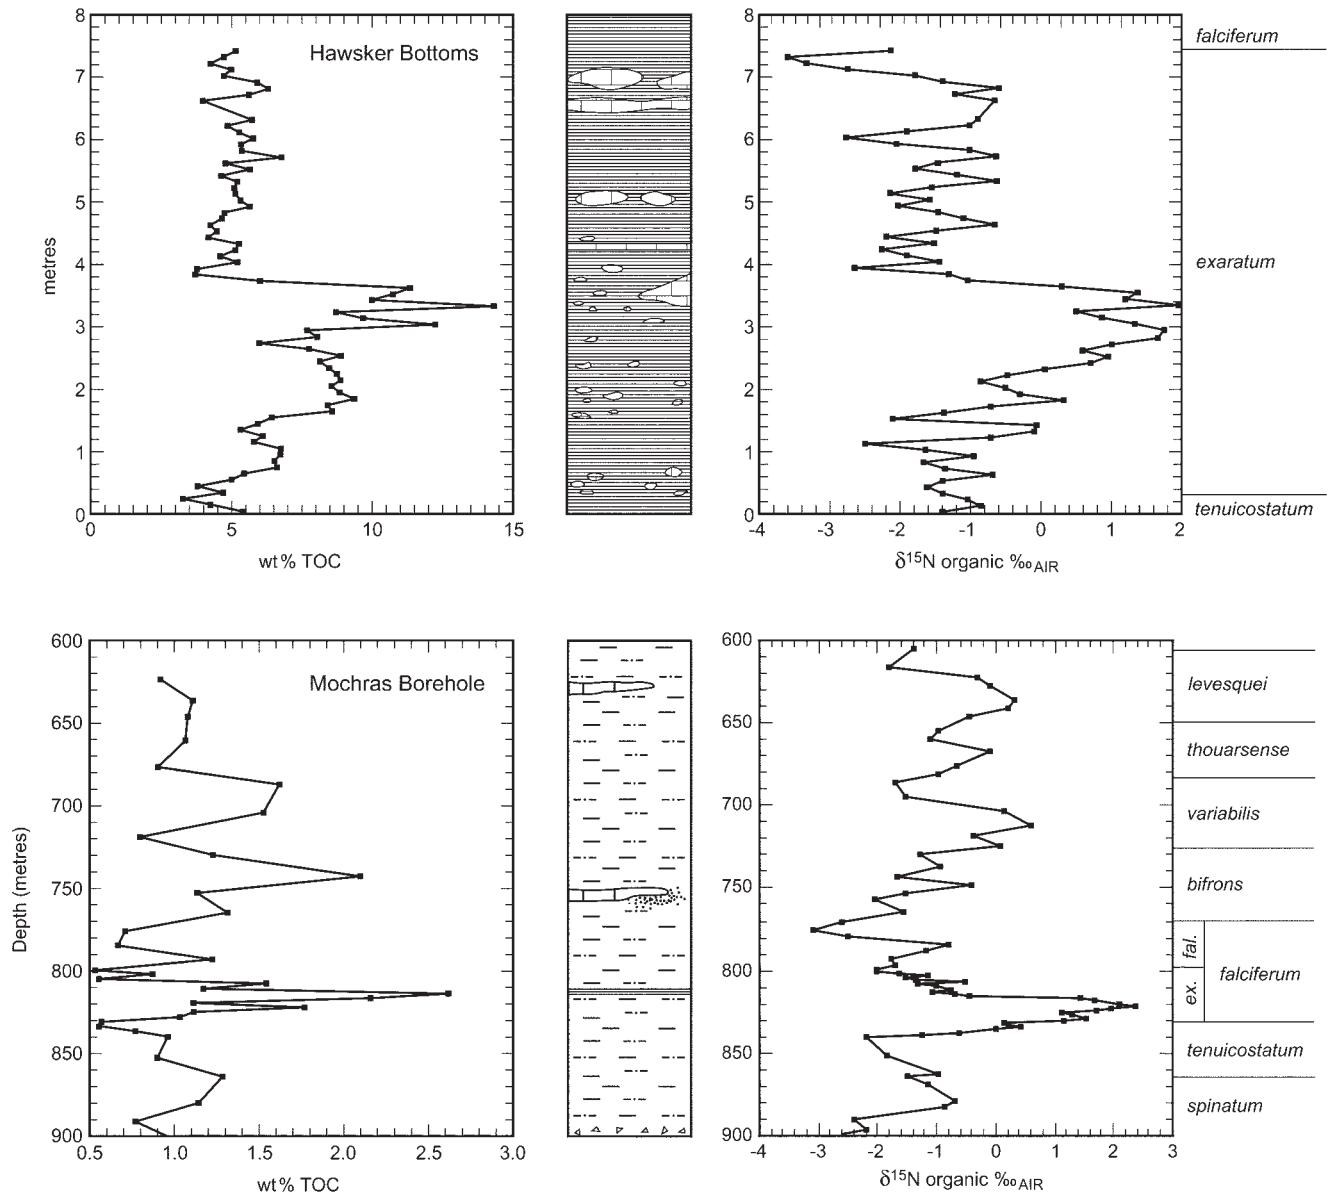 Hawsker Bottoms
8
7
6
5
4
3
2
1
0
metres
0 5 10 15
wt% TOC
8
7
6
5
4
3
2
1
0
-4 -2 -1 0 1 2
δ15N organic ‰AIR
falciferum
exaratum
tenuicostatum
Mochras Borehole
600
650
700
750
800
850
900
Depth (metres)
0.5 1.0 1.5 2.0 2.5 3.0
wt% TOC
600
650
700
750
800
850
900
-4 -2 -1 0 1 2 3
δ15N organic ‰AIR
levesquei
thouarsense
variabilis
bifrons
fal.
ex.
falciferum
tenuicostatum
spinatum